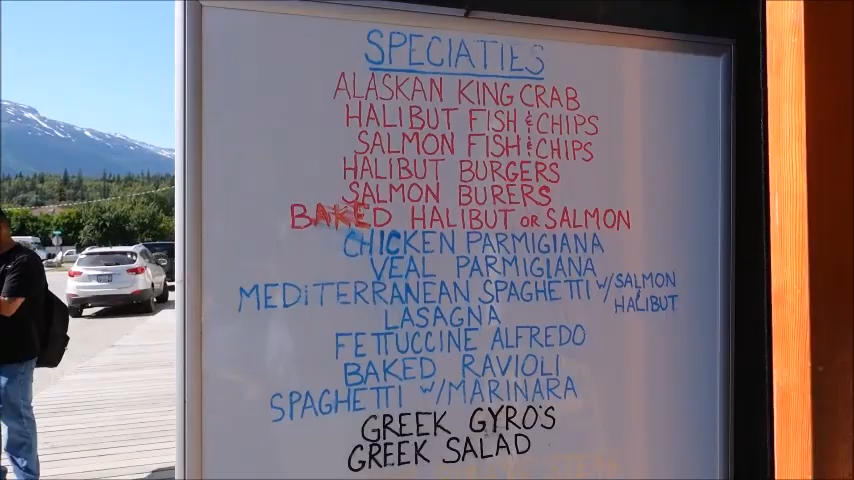 SPECIATIES
ALASKAN KING CRAB
HALIBUT FISH & CHIPS
SALMON FISH & CHIPS
HALIBUT BURGERS
SALMON BURERS
BAKED HALIBUT OR SALMON
CHICKEN PARMIGIANA
VEAL PARMIGIANA
MEDITERRANEAN SPAGHETTI W/ SALMON & HALIBUT
LASAGNA
FETTUCINE ALFREDO
BAKED RAVIOLI
SPAGHETTI W/ MARINARA
GREEK GYRO'S
GREEK SALAD